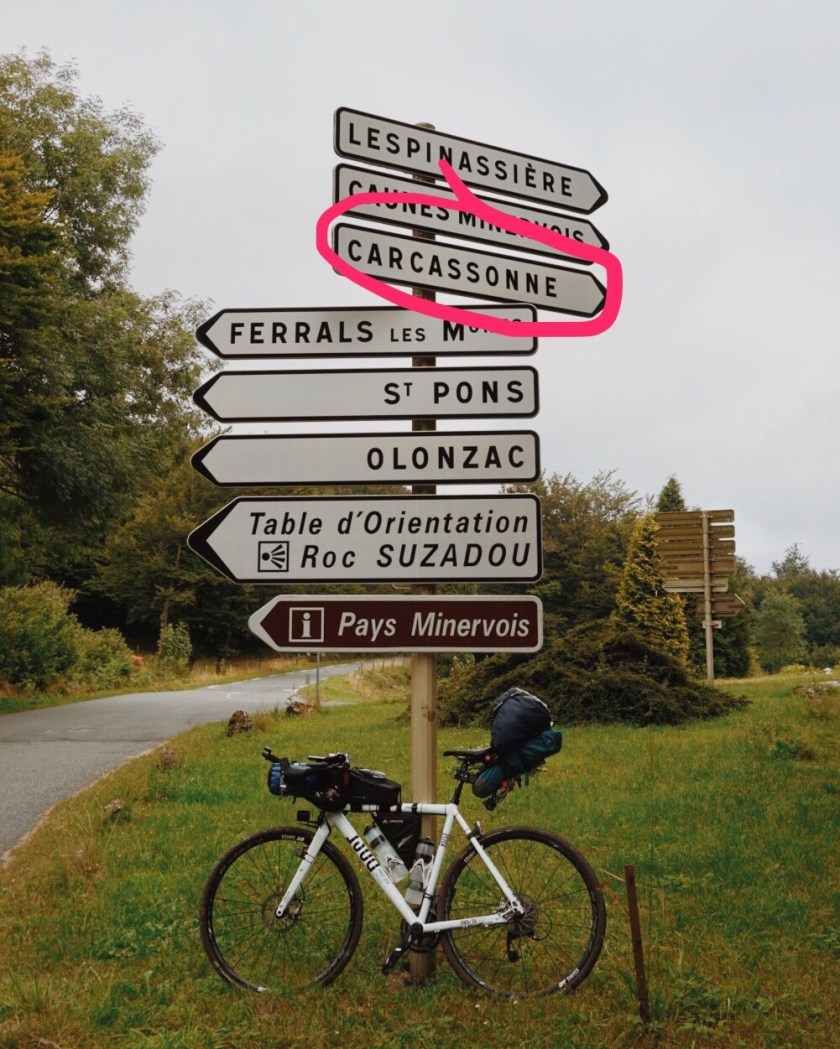 LESPINASSIÈRE
CAUNES MINERVOIS
CARCASSONNE
FERRALS LES
Sᵀ PONS
OLONZAC
Table d'Orientation
Roc SUZADOU
i Pays Minervois